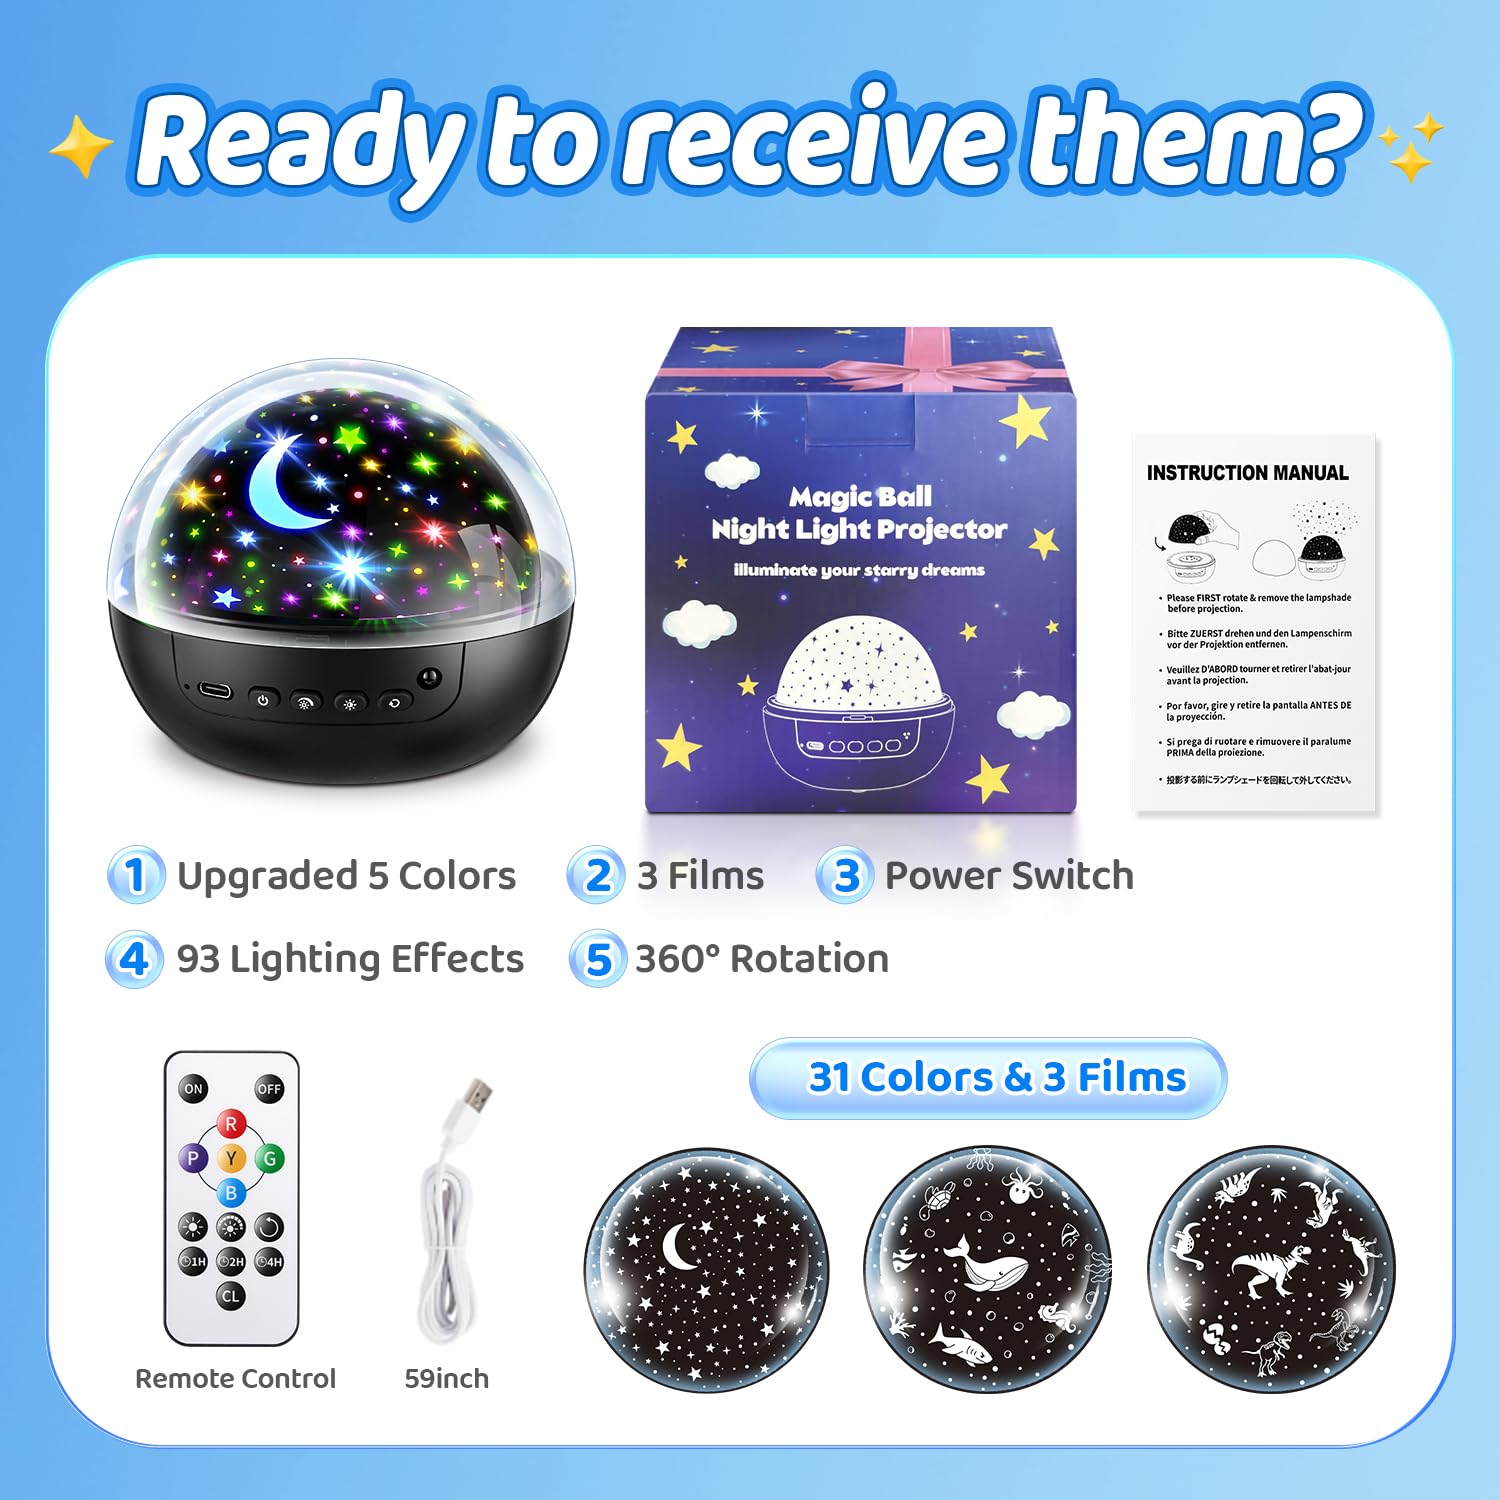 Ready to receive them?
Magic Ball
Night Light Projector
illuminate your starry dreams
INSTRUCTION MANUAL
• Please FIRST rotate & remove the lampshade
before projection.
• Bitte ZUERST drehen und den Lampenschirm
vor der Projektion entfernen.
• Veuillez D'ABORD tourner et retirer l'abat-jour
avant la projection.
• Por favor, gire y retire la pantalla ANTES DE
la proyección.
• Si prega di ruotare e rimuovere il paralume
PRIMA della proiezione.
• 投影する前にランプシェードを回転して外してください。
1 Upgraded 5 Colors 2 3 Films 3 Power Switch
4 93 Lighting Effects 5 360° Rotation
ON OFF
R
P Y G
B
1H 2H 4H
CL
Remote Control
59inch
31 Colors & 3 Films